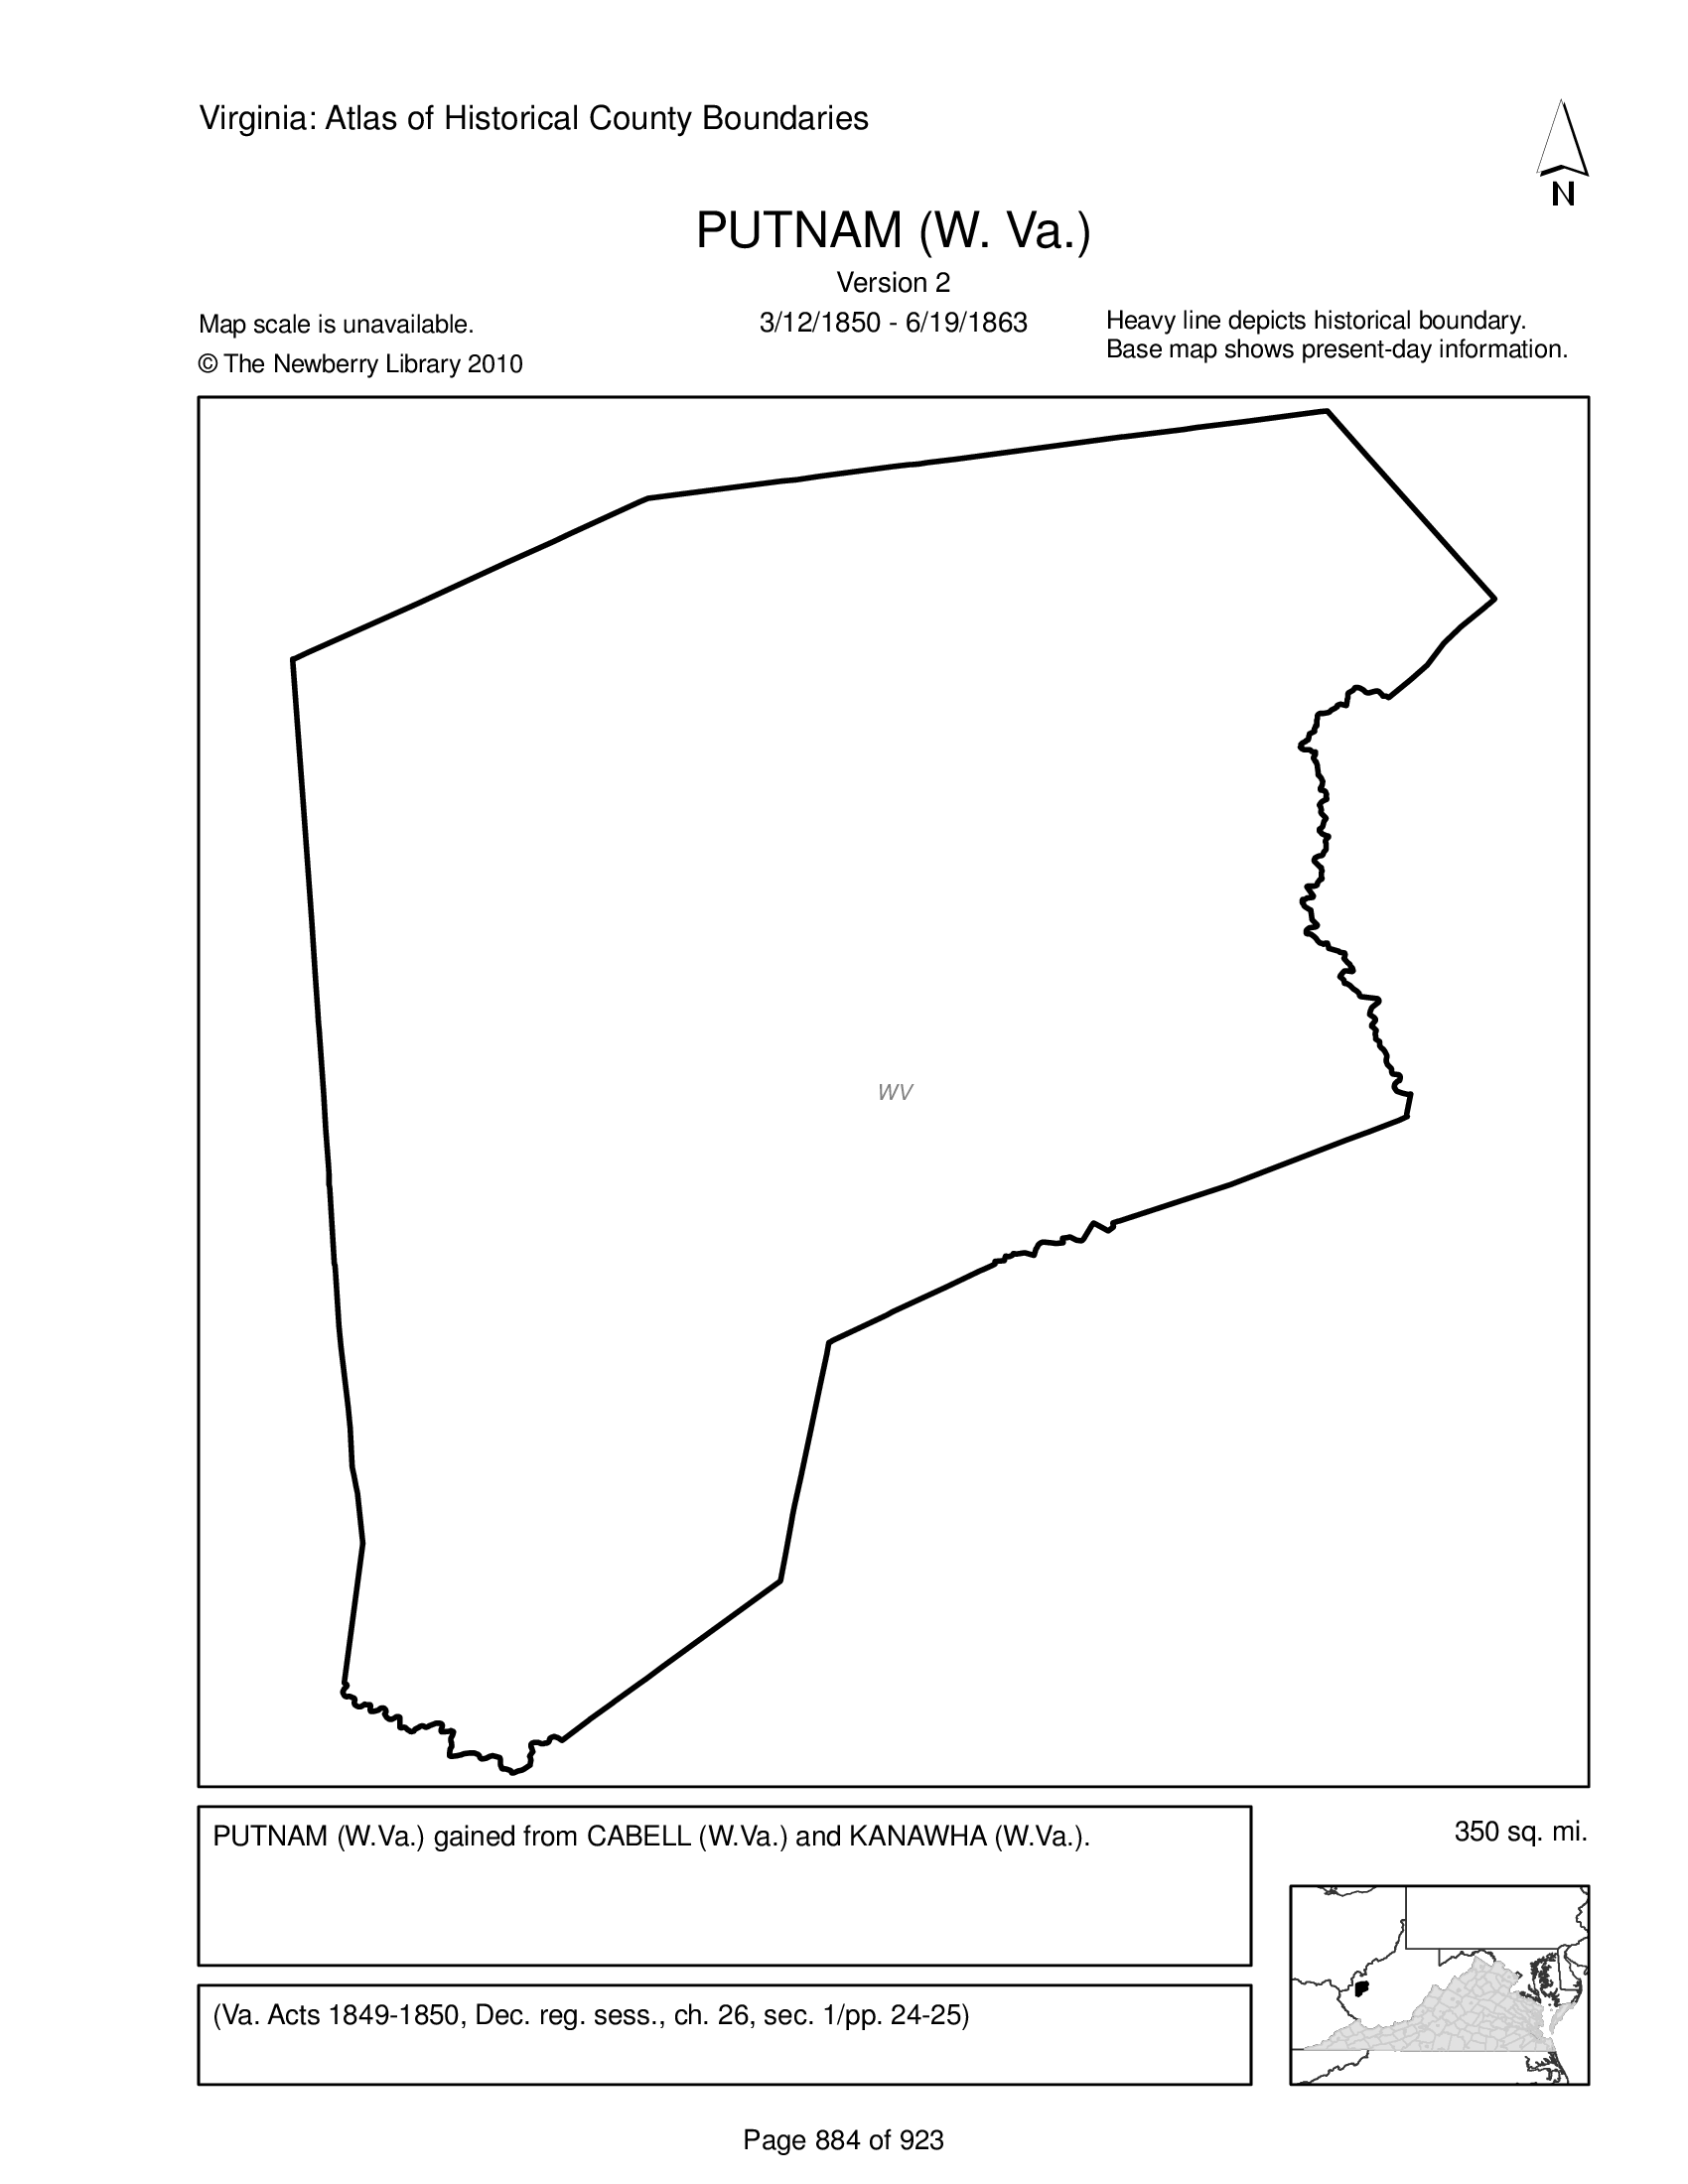 Virginia: Atlas of Historical County Boundaries
N
PUTNAM (W. Va.)
Version 2
Map scale is unavailable.
3/12/1850 - 6/19/1863
Heavy line depicts historical boundary.
Base map shows present-day information.
© The Newberry Library 2010
WV
PUTNAM (W.Va.) gained from CABELL (W.Va.) and KANAWHA (W.Va.).
350 sq. mi.
(Va. Acts 1849-1850, Dec. reg. sess., ch. 26, sec. 1/pp. 24-25)
Page 884 of 923